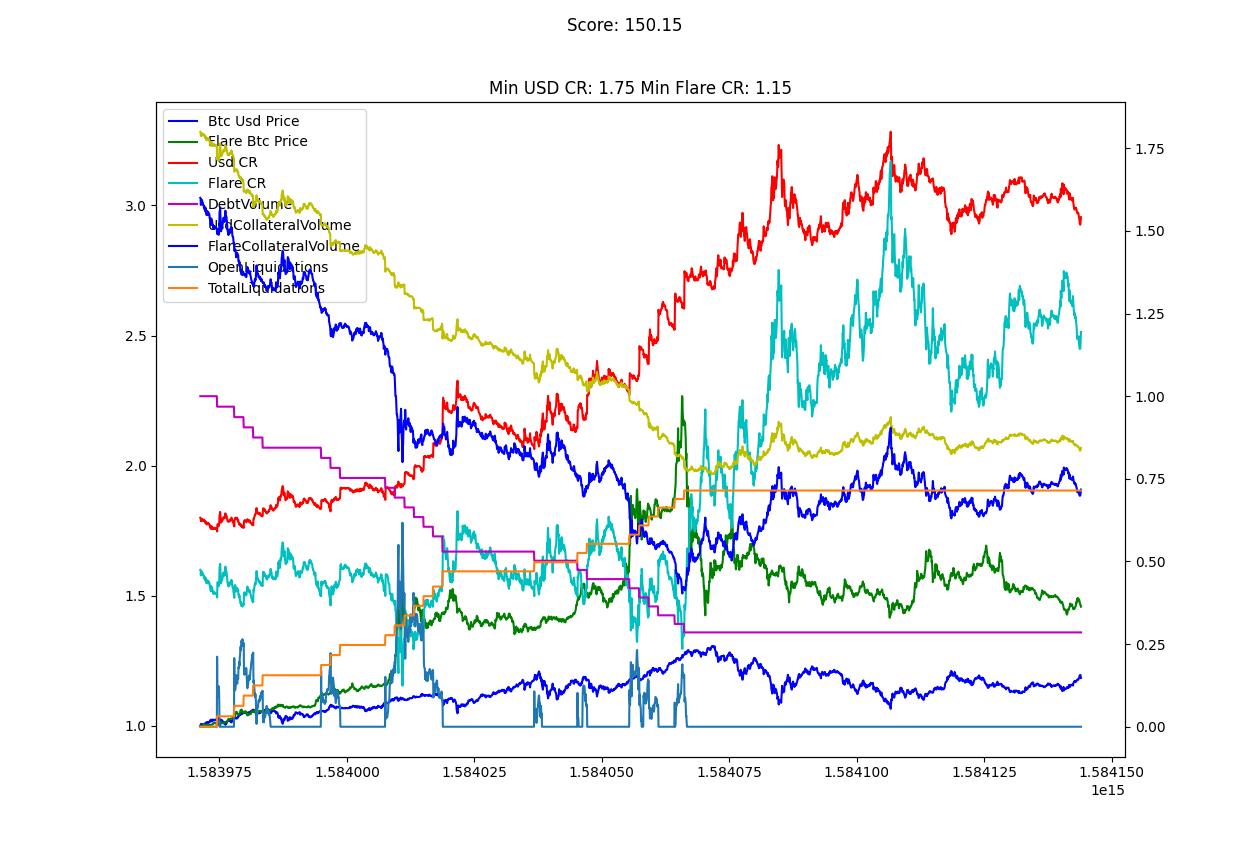 Score: 150.15
Min USD CR: 1.75 Min Flare CR: 1.15
Btc Usd Price
Flare Btc Price
Usd CR
Flare CR
DebtVolume
UsdCollateralVolume
FlareCollateralVolume
OpenLiquidations
TotalLiquidations
3.0
2.5
2.0
1.5
1.0
1.75
1.50
1.25
1.00
0.75
0.50
0.25
0.00
1.583975 1.584000 1.584025 1.584050 1.584075 1.584100 1.584125 1.584150
1e15